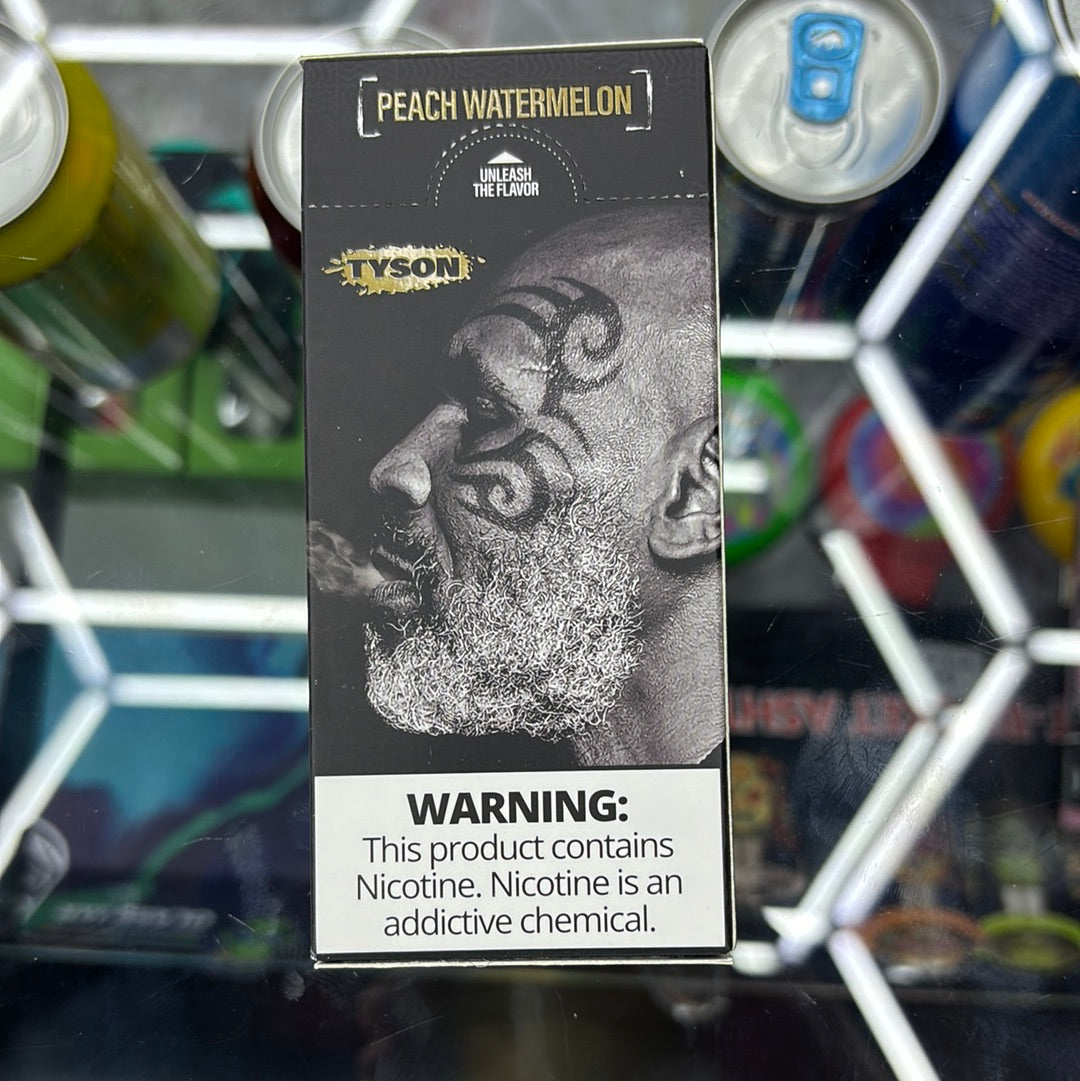 [PEACH WATERMELON]
UNLEASH
THE FLAVOR
TYSON
WARNING:
This product contains
Nicotine. Nicotine is an
addictive chemical.